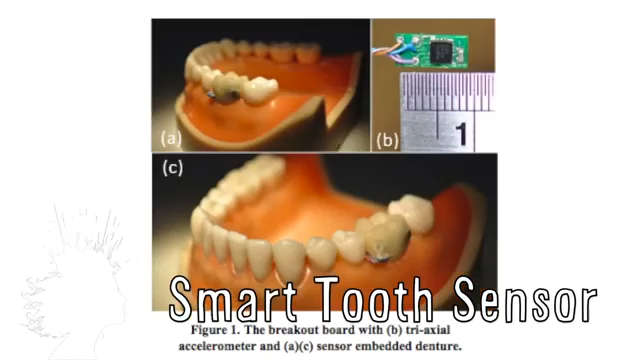 (a)
(b)
1
(c)
Smart Tooth Sensor
Figure 1. The breakout board with (b) tri-axial
accelerometer and (a)(c) sensor embedded denture.